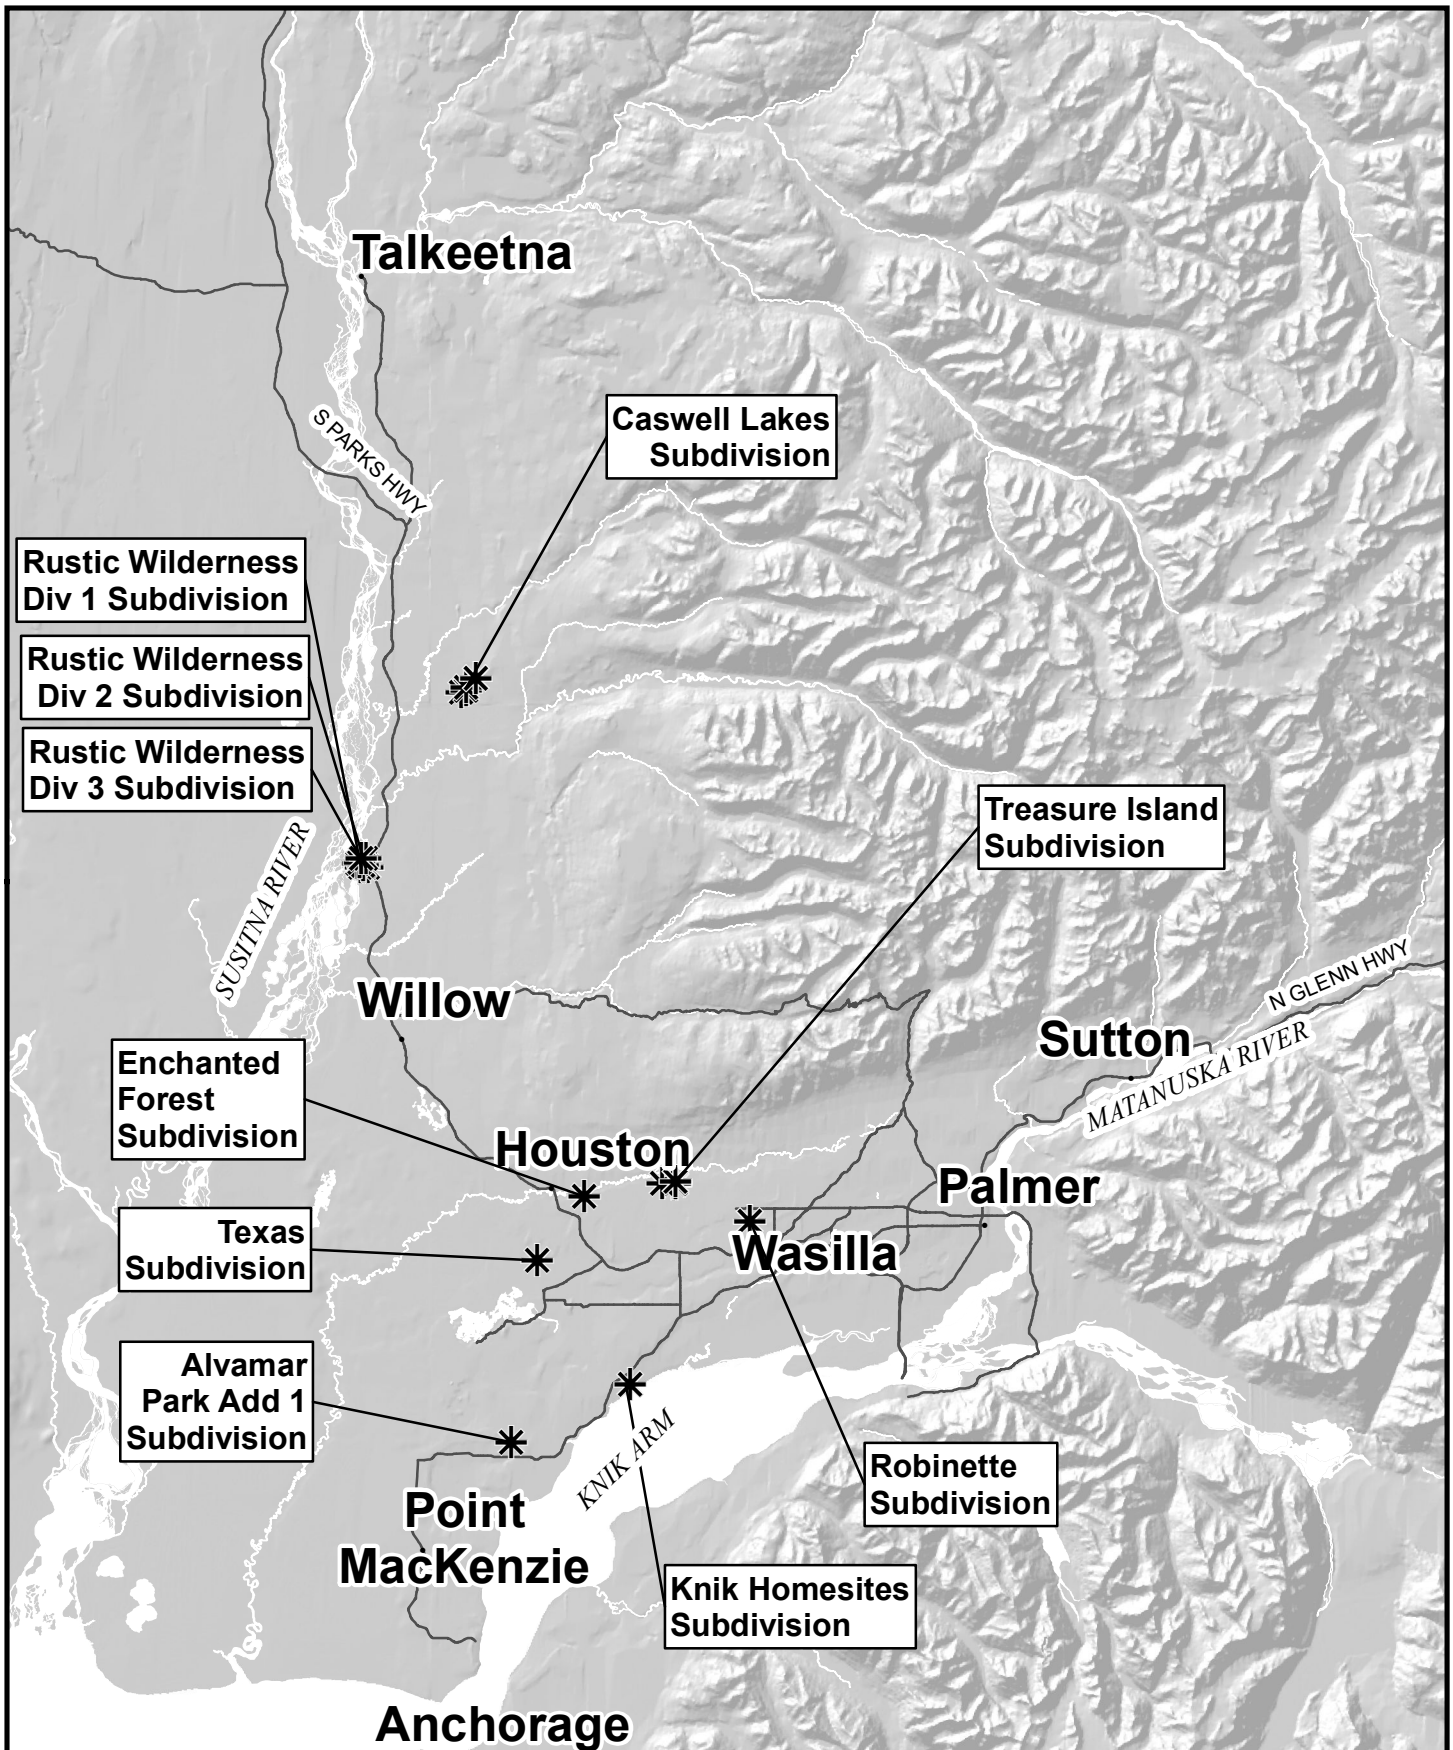 Talkeetna
Caswell Lakes
Subdivision
S PARKS HWY
Rustic Wilderness
Div 1 Subdivision
Rustic Wilderness
Div 2 Subdivision
Rustic Wilderness
Div 3 Subdivision
Treasure Island
Subdivision
SUSITNA RIVER
Willow
N GLENN HWY
Sutton
MATANUSKA RIVER
Enchanted
Forest
Subdivision
Houston
Palmer
Texas
Subdivision
Wasilla
Alvamar
Park Add 1
Subdivision
KNIK ARM
Robinette
Subdivision
Point
MacKenzie
Knik Homesites
Subdivision
Anchorage